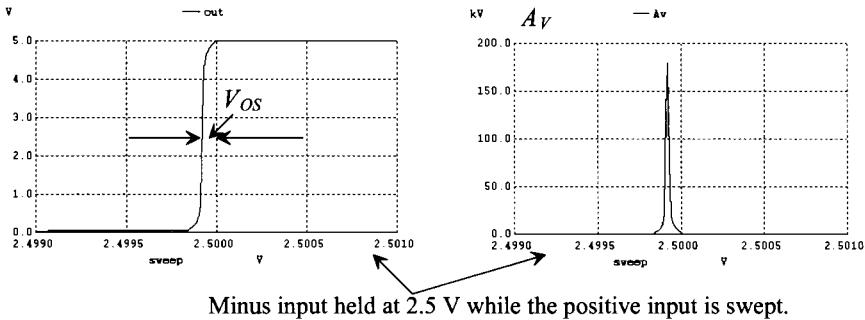 V
out
5.0
4.0
3.0
2.0
1.0
0.0
2.4990
2.4995
2.5000
2.5005
2.5010
sweep V
V_OS
kV
A_V
Av
200.0
150.0
100.0
50.0
0.0
2.4990
2.4995
2.5000
2.5005
2.5010
sweep V
Minus input held at 2.5 V while the positive input is swept.